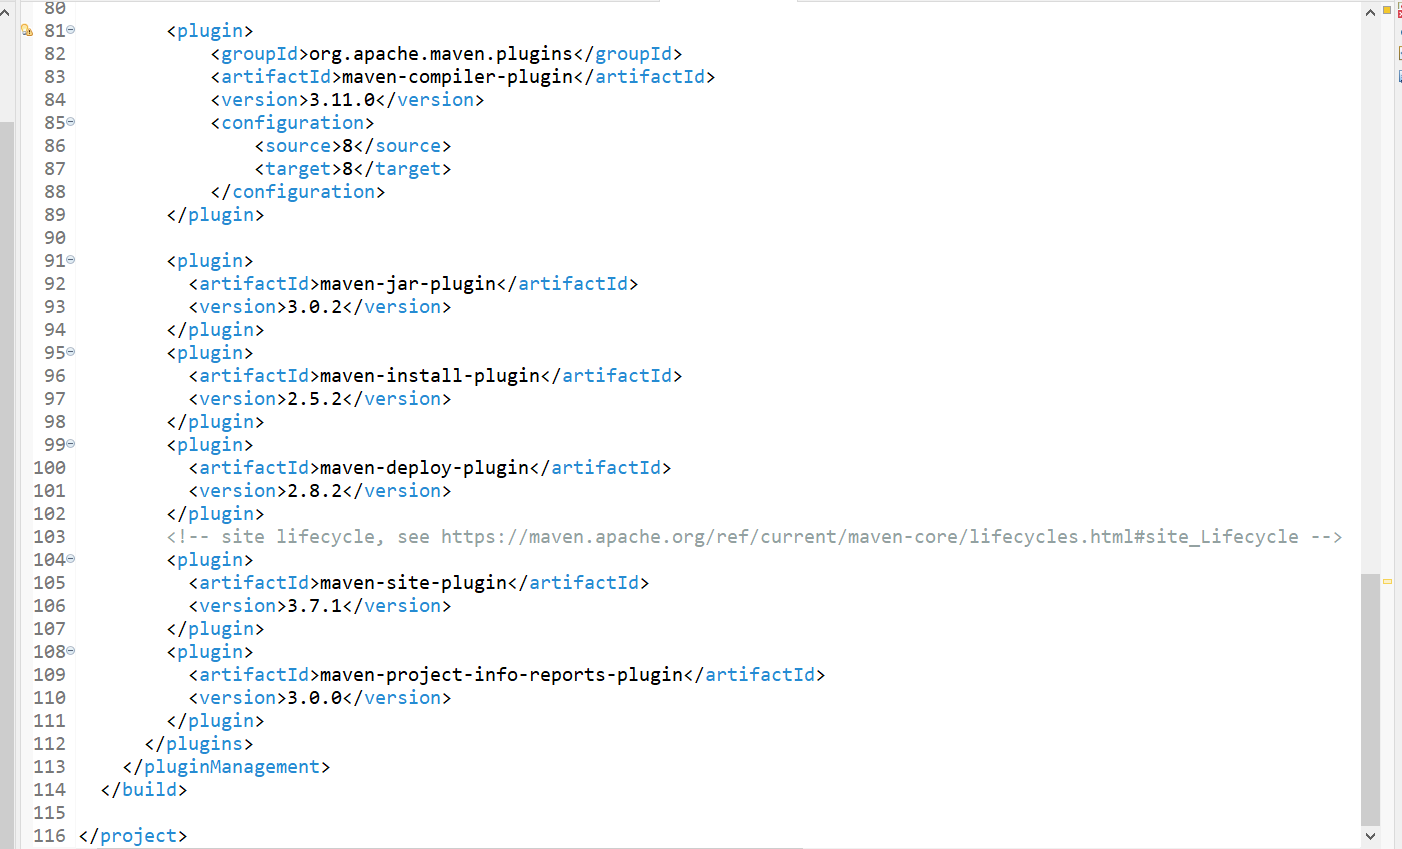 80
81 <plugin>
82 <groupId>org.apache.maven.plugins</groupId>
83 <artifactId>maven-compiler-plugin</artifactId>
84 <version>3.11.0</version>
85 <configuration>
86 <source>8</source>
87 <target>8</target>
88 </configuration>
89 </plugin>
90
91 <plugin>
92 <artifactId>maven-jar-plugin</artifactId>
93 <version>3.0.2</version>
94 </plugin>
95 <plugin>
96 <artifactId>maven-install-plugin</artifactId>
97 <version>2.5.2</version>
98 </plugin>
99 <plugin>
100 <artifactId>maven-deploy-plugin</artifactId>
101 <version>2.8.2</version>
102 </plugin>
103 <!-- site lifecycle, see https://maven.apache.org/ref/current/maven-core/lifecycles.html#site_Lifecycle -->
104 <plugin>
105 <artifactId>maven-site-plugin</artifactId>
106 <version>3.7.1</version>
107 </plugin>
108 <plugin>
109 <artifactId>maven-project-info-reports-plugin</artifactId>
110 <version>3.0.0</version>
111 </plugin>
112 </plugins>
113 </pluginManagement>
114 </build>
115
116 </project>